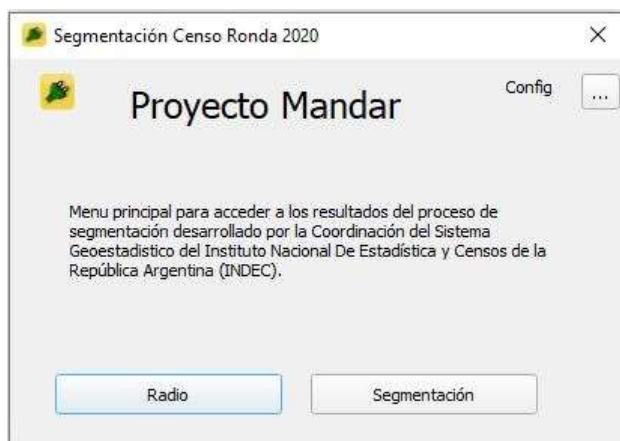 Segmentación Censo Ronda 2020
Proyecto Mandar
Config
...
Menu principal para acceder a los resultados del proceso de
segmentación desarrollado por la Coordinación del Sistema
Geoestadistico del Instituto Nacional De Estadística y Censos de la
República Argentina (INDEC).
Radio
Segmentación